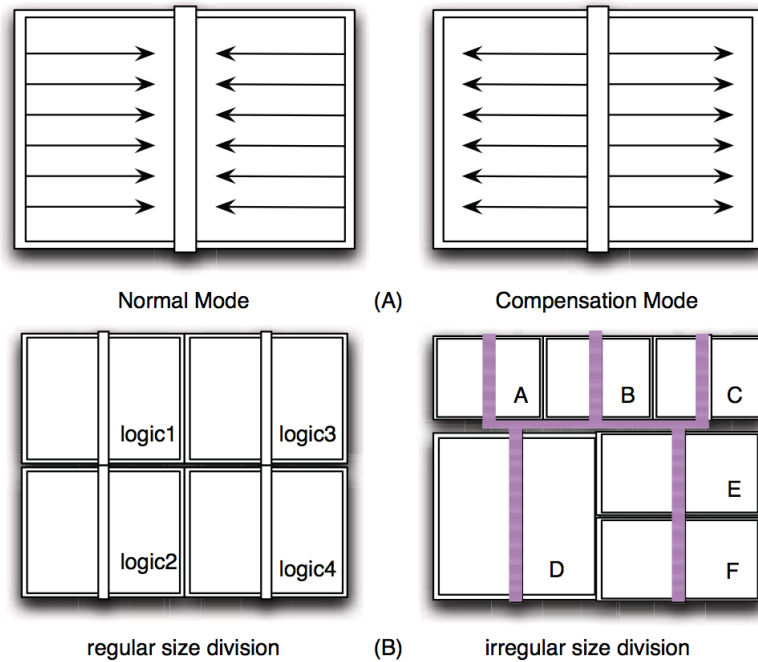 Normal Mode (A) Compensation Mode
logic1 logic3
logic2 logic4
A B C
D E
F
regular size division (B) irregular size division